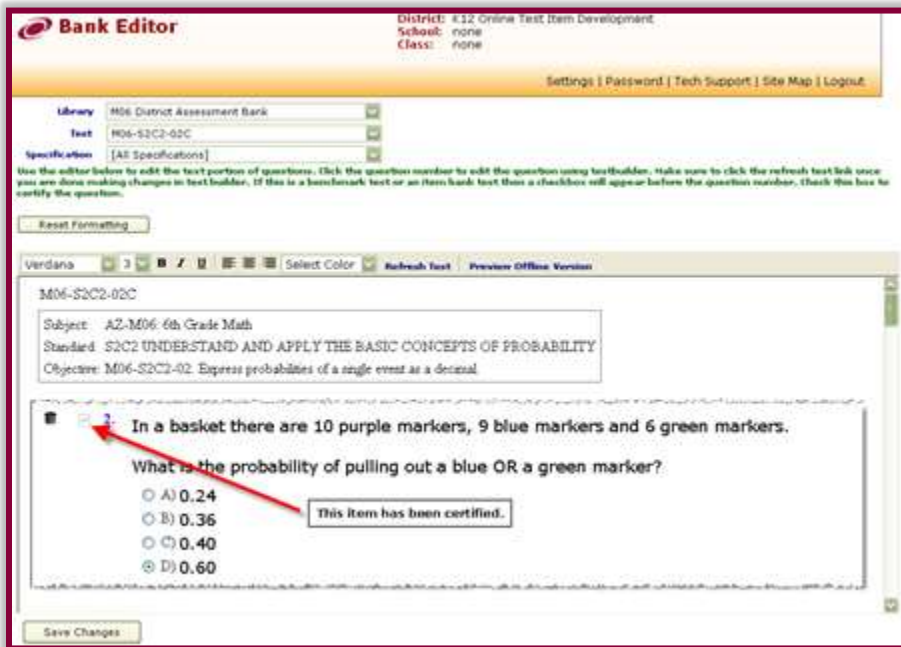 Bank Editor
District: K12 Online Test Item Development
School: none
Class: none
Settings | Password | Tech Support | Site Map | Logout
Library M06 District Assessment Bank
Test M06-S2C2-02C
Specification [All Specifications]
Use the editor below to edit the text portion of questions. Click the question number to edit the question using testbuilder. Make sure to click the refresh test link once
you are done making changes in test builder. If this is a benchmark test or an item bank test then a checkbox will appear before the question number. Check this box to
certify the question.
Reset Formatting
Verdana 3 B I U Select Color Refresh Test Preview Offline Version
M06-S2C2-02C
Subject: AZ-M06: 6th Grade Math
Standard: S2C2 UNDERSTAND AND APPLY THE BASIC CONCEPTS OF PROBABILITY
Objective: M06-S2C2-02. Express probabilities of a single event as a decimal.
2. In a basket there are 10 purple markers, 9 blue markers and 6 green markers.
What is the probability of pulling out a blue OR a green marker?
A) 0.24
This item has been certified.
B) 0.36
C) 0.40
D) 0.60
Save Changes